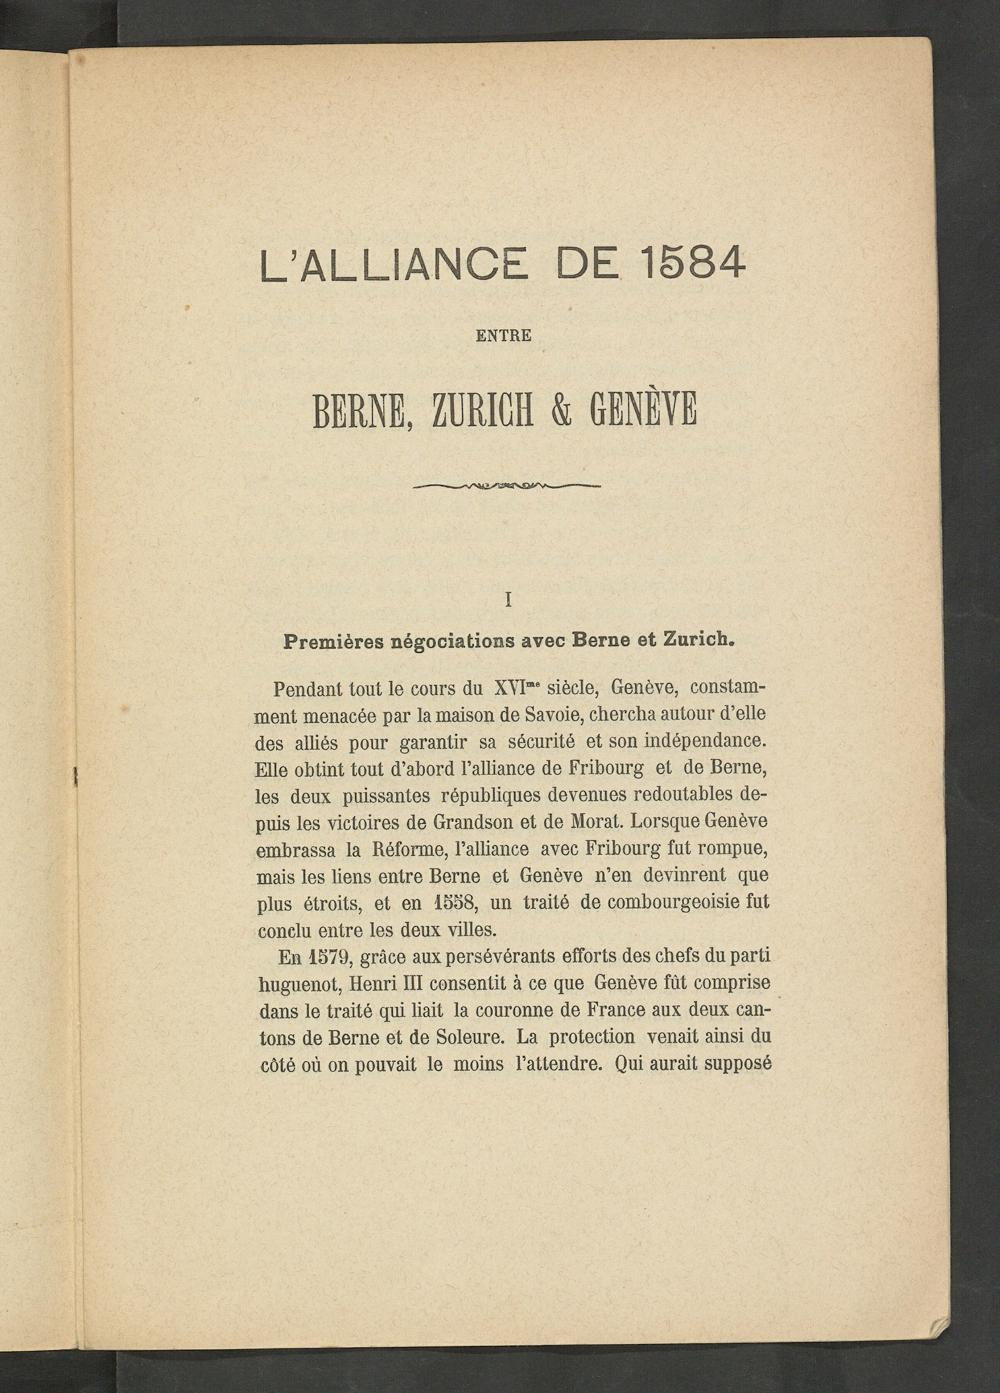 L'ALLIANCE DE 1584
ENTRE
BERNE, ZURICH & GENÈVE
I
Premières négociations avec Berne et Zurich.
Pendant tout le cours du XVIᵐᵉ siècle, Genève, constam-
ment menacée par la maison de Savoie, chercha autour d'elle
des alliés pour garantir sa sécurité et son indépendance.
Elle obtint tout d'abord l'alliance de Fribourg et de Berne,
les deux puissantes républiques devenues redoutables de-
puis les victoires de Grandson et de Morat. Lorsque Genève
embrassa la Réforme, l'alliance avec Fribourg fut rompue,
mais les liens entre Berne et Genève n'en devinrent que
plus étroits, et en 1558, un traité de combourgeoisie fut
conclu entre les deux villes.
En 1579, grâce aux persévérants efforts des chefs du parti
huguenot, Henri III consentit à ce que Genève fût comprise
dans le traité qui liait la couronne de France aux deux can-
tons de Berne et de Soleure. La protection venait ainsi du
côté où on pouvait le moins l'attendre. Qui aurait supposé